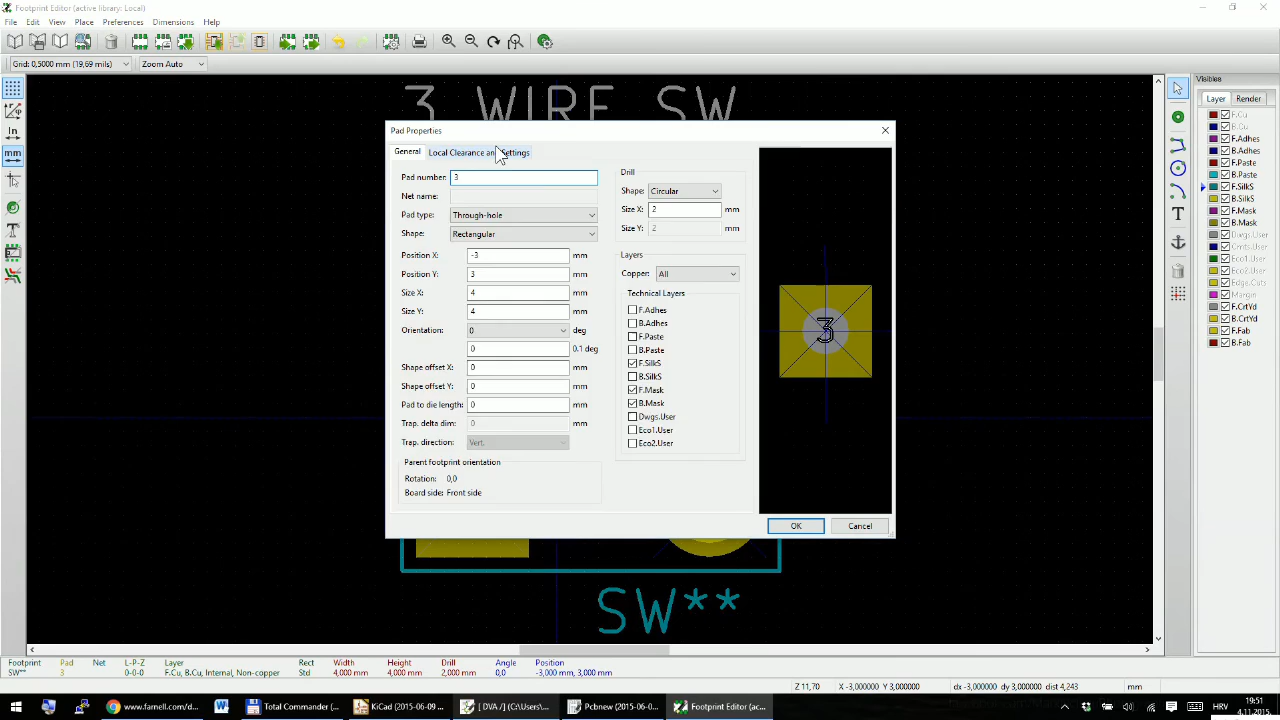 Footprint Editor (active library: Local)
File Edit View Place Preferences Dimensions Help
Grid: 0,5000 mm (19,69 mils) Zoom Auto
3 WIRE SW
Pad Properties
General Local Clearance an ettings
Pad number: 3
Net name:
Pad type: Through-hole
Shape: Rectangular
Position X: -3 mm
Position Y: 3 mm
Size X: 4 mm
Size Y: 4 mm
Orientation: 0 deg
0 0.1 deg
Shape offset X: 0 mm
Shape offset Y: 0 mm
Pad to die length: 0 mm
Trap. delta dim: 0 mm
Trap. direction: Vert.
Parent footprint orientation
Rotation: 0,0
Board side: Front side
Drill
Shape: Circular
Size X: 2 mm
Size Y: 2 mm
Layers
Copper: All
Technical Layers
F.Adhes
B.Adhes
F.Paste
B.Paste
F.SilkS
B.SilkS
F.Mask
B.Mask
Dwgs.User
Eco1.User
Eco2.User
3
OK Cancel
SW**
In
mm
Visibles
Layer Render
F.Cu
B.Cu
F.Adhes
B.Adhes
F.Paste
B.Paste
F.SilkS
B.SilkS
F.Mask
B.Mask
Dwgs.User
Cmts.User
Eco1.User
Eco2.User
Edge.Cuts
Margin
F.CrtYd
B.CrtYd
F.Fab
B.Fab
Footprint Pad Net L-P-Z Layer Rect Width Height Drill Angle Position
SW** 3 0-0-0 F.Cu, B.Cu, Internal, Non-copper Std 4,000 mm 4,000 mm 2,000 mm 0,0 -3,000 mm, 3,000 mm
Z 11,70 X -3,000000 Y 3,000000 dx -3,000000 dy 3,000000 dist 4,243 mm
www.farnell.com/d... Total Commander (... KiCad (2015-06-09 ... [ DVA /] (C:\Users\... Pcbnew (2015-06-0... Footprint Editor (ac... HRV 19:51
4.11.2015.